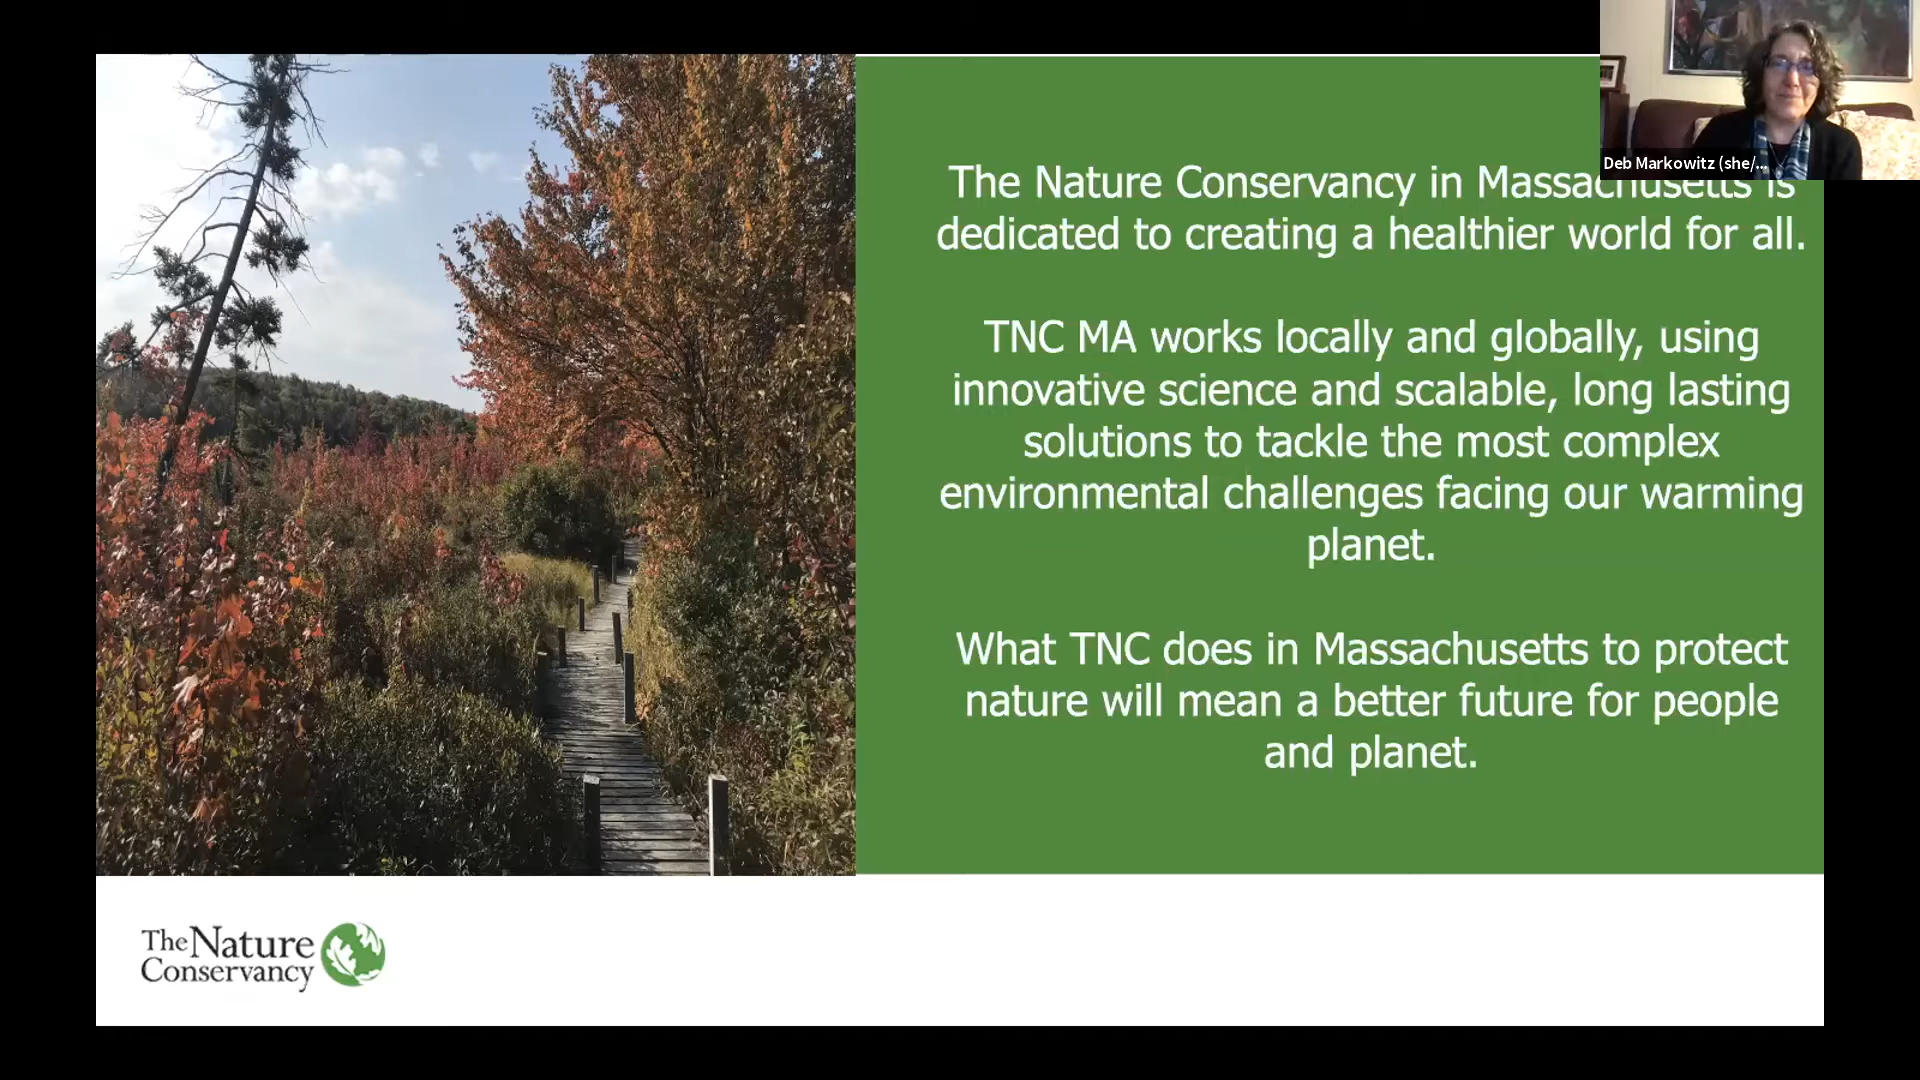 Deb Markowitz (she/...
The Nature Conservancy in Massachusetts is
dedicated to creating a healthier world for all.
TNC MA works locally and globally, using
innovative science and scalable, long lasting
solutions to tackle the most complex
environmental challenges facing our warming
planet.
What TNC does in Massachusetts to protect
nature will mean a better future for people
and planet.
The Nature
Conservancy